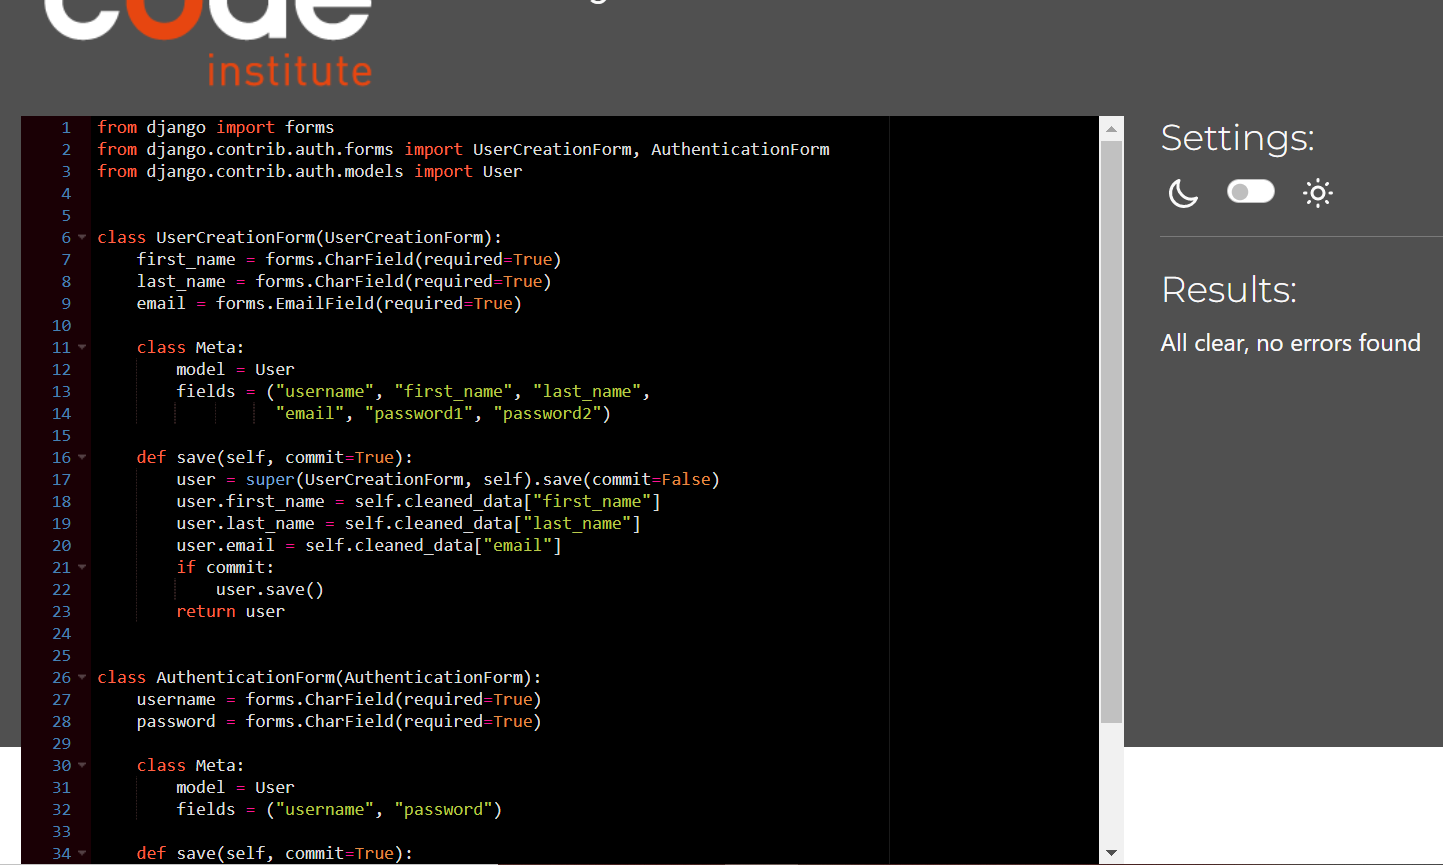 code
institute
1 from django import forms
2 from django.contrib.auth.forms import UserCreationForm, AuthenticationForm
3 from django.contrib.auth.models import User
4
5
6 class UserCreationForm(UserCreationForm):
7     first_name = forms.CharField(required=True)
8     last_name = forms.CharField(required=True)
9     email = forms.EmailField(required=True)
10
11     class Meta:
12         model = User
13         fields = ("username", "first_name", "last_name",
14                   "email", "password1", "password2")
15
16     def save(self, commit=True):
17         user = super(UserCreationForm, self).save(commit=False)
18         user.first_name = self.cleaned_data["first_name"]
19         user.last_name = self.cleaned_data["last_name"]
20         user.email = self.cleaned_data["email"]
21         if commit:
22             user.save()
23         return user
24
25
26 class AuthenticationForm(AuthenticationForm):
27     username = forms.CharField(required=True)
28     password = forms.CharField(required=True)
29
30     class Meta:
31         model = User
32         fields = ("username", "password")
33
34     def save(self, commit=True):
Settings:
Results:
All clear, no errors found